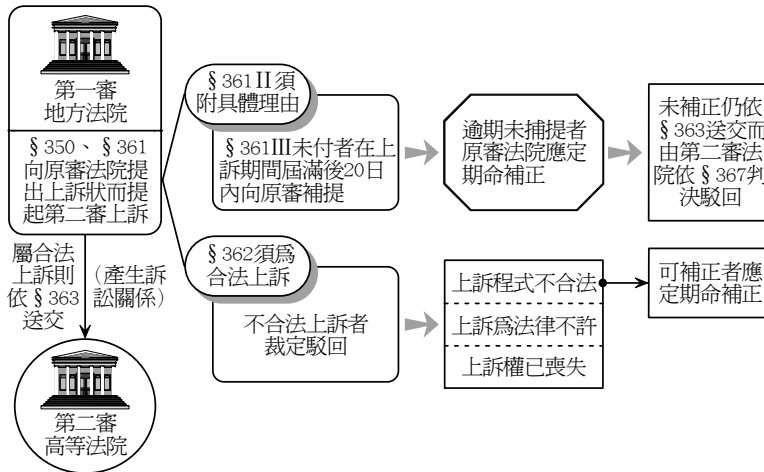 第一審
地方法院
§350、§361
向原審法院提
出上訴狀而提
起第二審上訴
屬合法
上訴則
依§363
送交
(產生訴
訟關係)
第二審
高等法院
§361Ⅱ須
附具體理由
§361Ⅲ未付者在上
訴期間屆滿後20日
內向原審補提
逾期未捕提者
原審法院應定
期命補正
未補正仍依
§363送交而
由第二審法
院依§367判
決駁回
§362須爲
合法上訴
不合法上訴者
裁定駁回
上訴程式不合法
上訴爲法律不許
上訴權已喪失
可補正者應
定期命補正